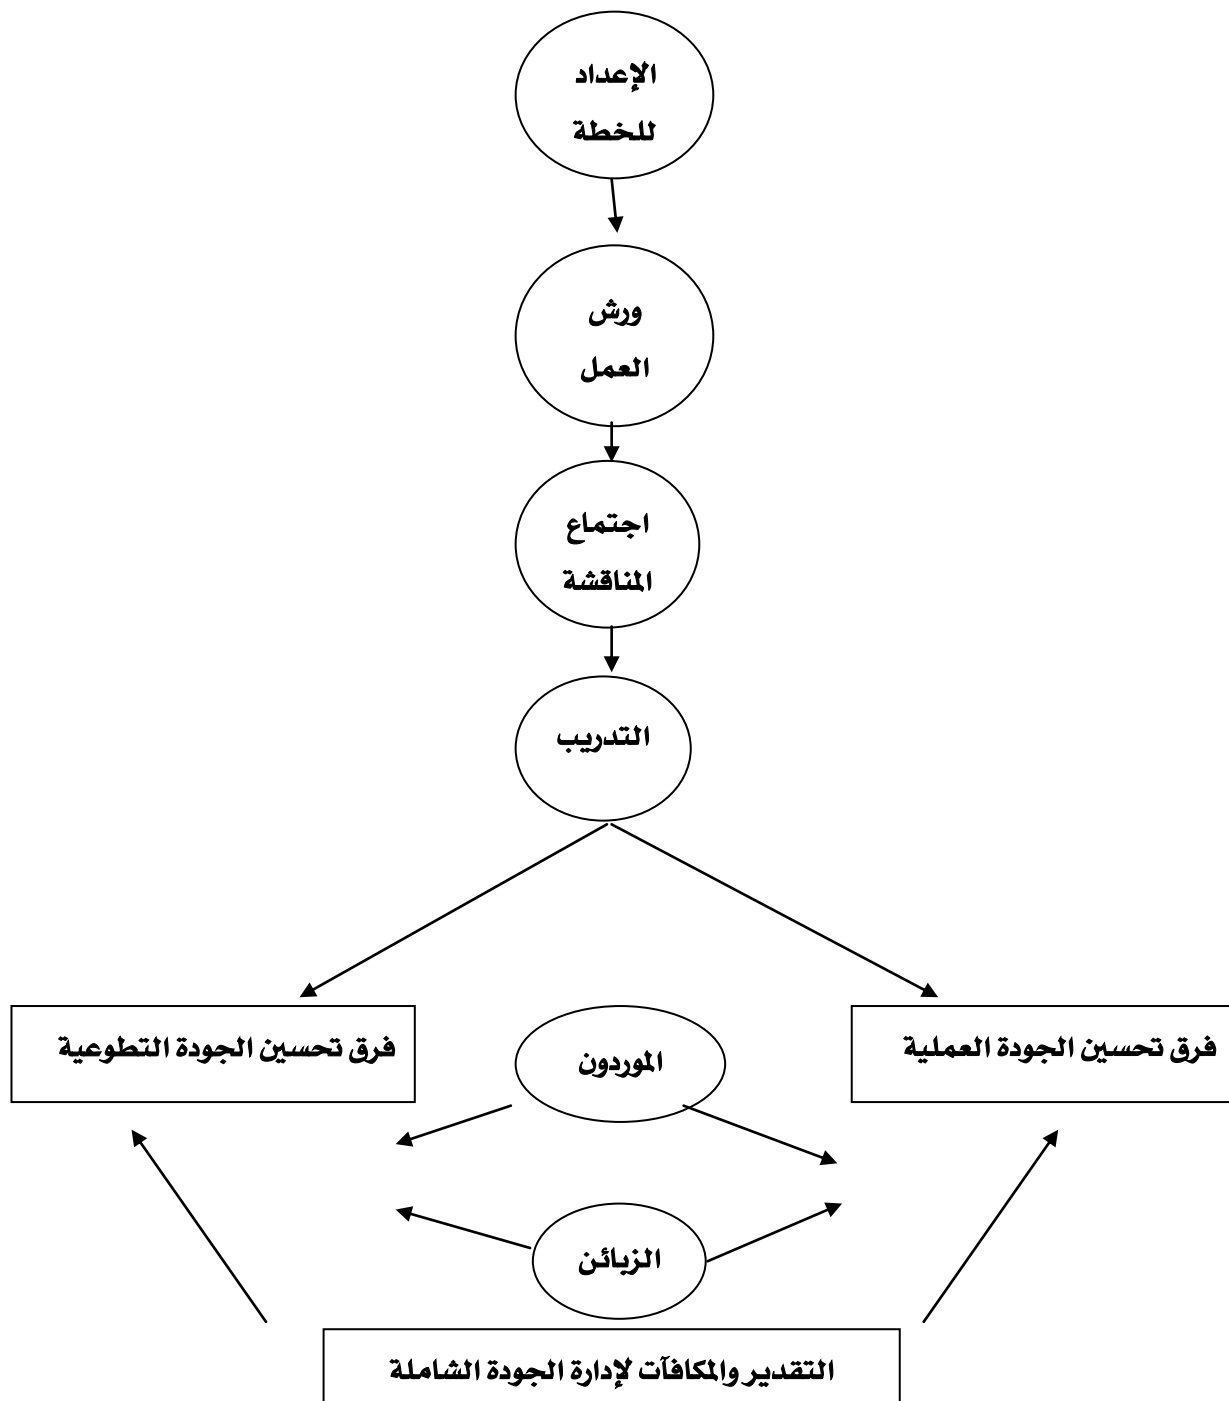 الإعداد
للخطة
ورش
العمل
اجتماع
المناقشة
التدريب
فرق تحسين الجودة العملية
فرق تحسين الجودة التطوعية
الموردون
الزبائن
التقدير والمكافآت لإدارة الجودة الشاملة